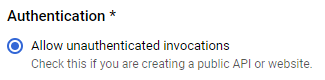 Authentication *
Allow unauthenticated invocations
Check this if you are creating a public API or website.